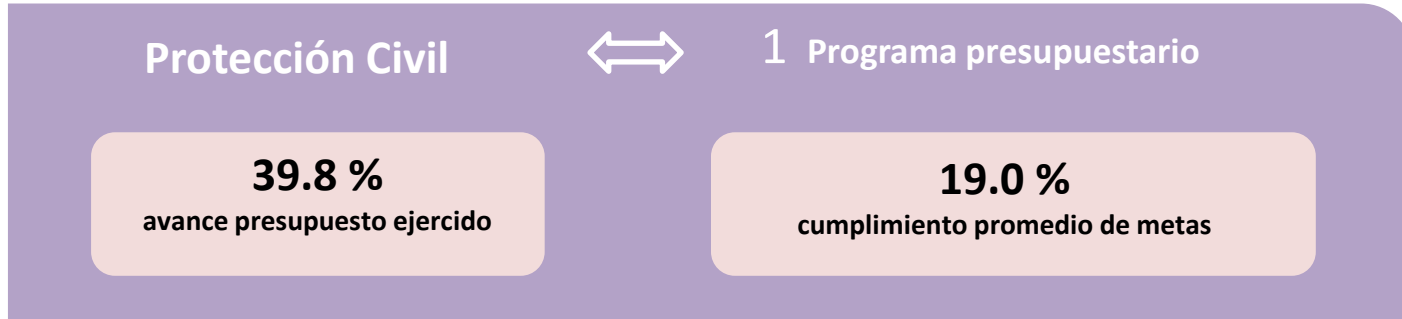 Protección Civil
1 Programa presupuestario
39.8 %
avance presupuesto ejercido
19.0 %
cumplimiento promedio de metas